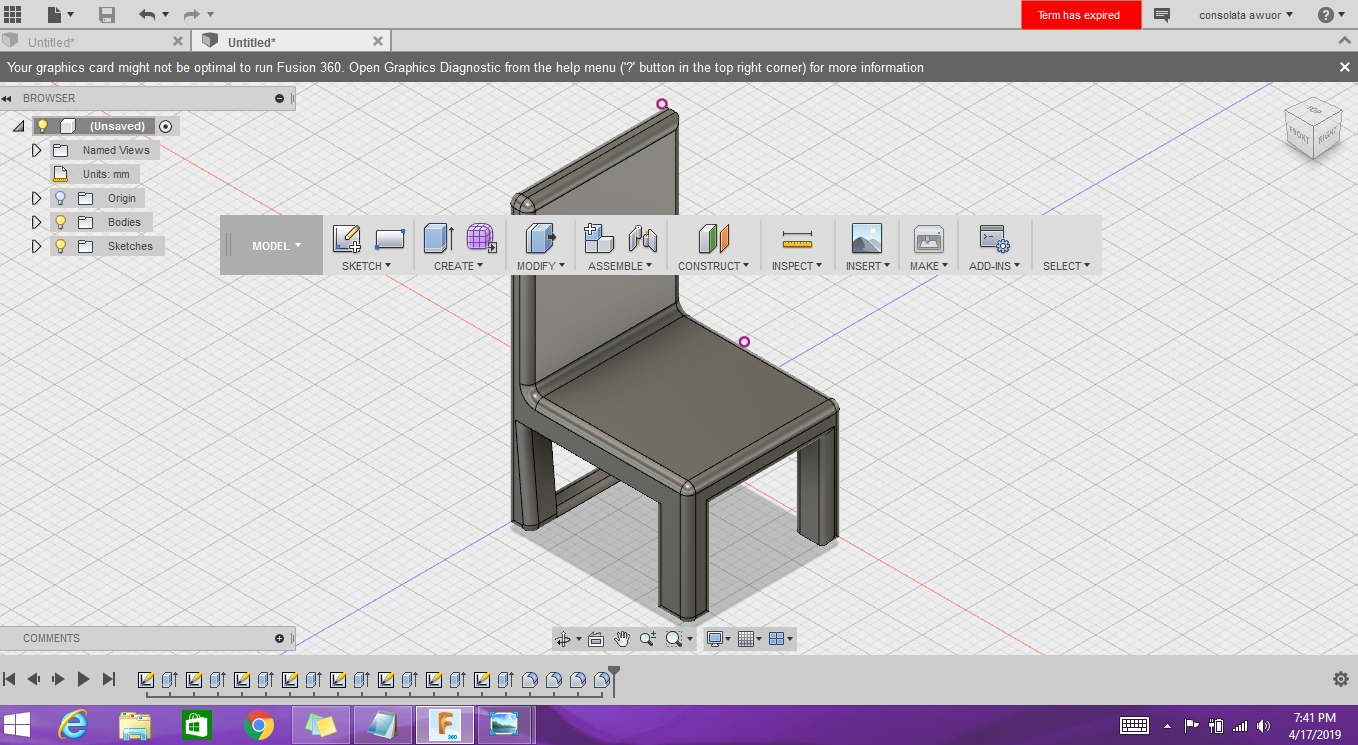 Term has expired
consolata awuor
?
Untitled*
Untitled*
Your graphics card might not be optimal to run Fusion 360. Open Graphics Diagnostic from the help menu ('?' button in the top right corner) for more information
BROWSER
(Unsaved)
Named Views
Units: mm
Origin
Bodies
Sketches
TOP
FRONT
RIGHT
MODEL
SKETCH
CREATE
MODIFY
ASSEMBLE
CONSTRUCT
INSPECT
INSERT
MAKE
ADD-INS
SELECT
COMMENTS
F
360
7:41 PM
4/17/2019